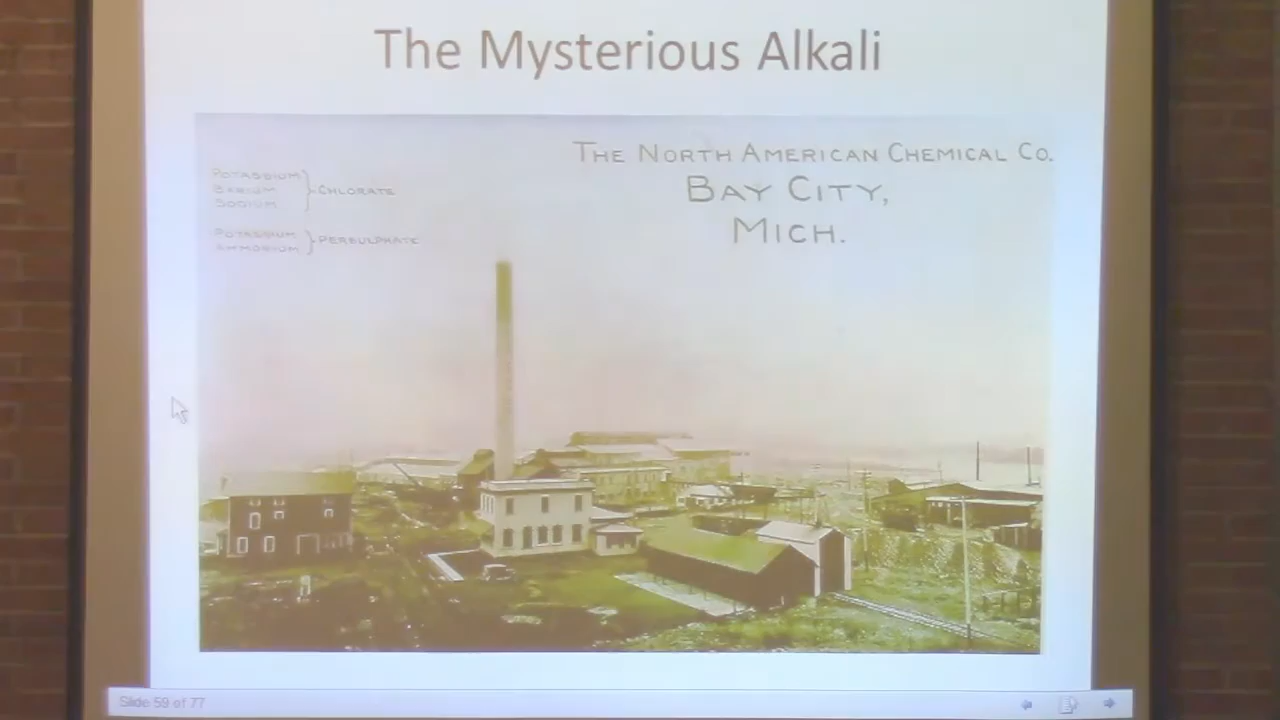 The Mysterious Alkali
THE NORTH AMERICAN CHEMICAL CO.
BAY CITY,
MICH.
POTASSIUM
BARIUM
SODIUM
CHLORATE
POTASSIUM
AMMONIUM
PERSULPHATE
Slide 59 of 77